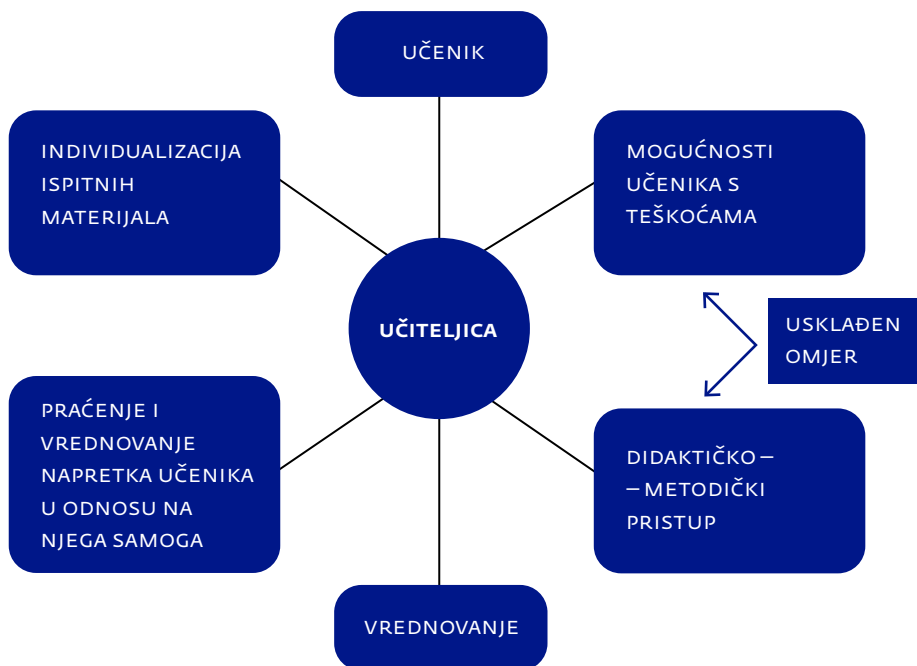 UČENIK
INDIVIDUALIZACIJA
ISPITNIH
MATERIJALA
MOGUĆNOSTI
UČENIKA S
TEŠKOĆAMA
UČITELJICA
USKLAĐEN
OMJER
PRAĆENJE I
VREDNOVANJE
NAPRETKA UČENIKA
U ODNOSU NA
NJEGA SAMOGA
DIDAKTIČKO –
– METODIČKI
PRISTUP
VREDNOVANJE